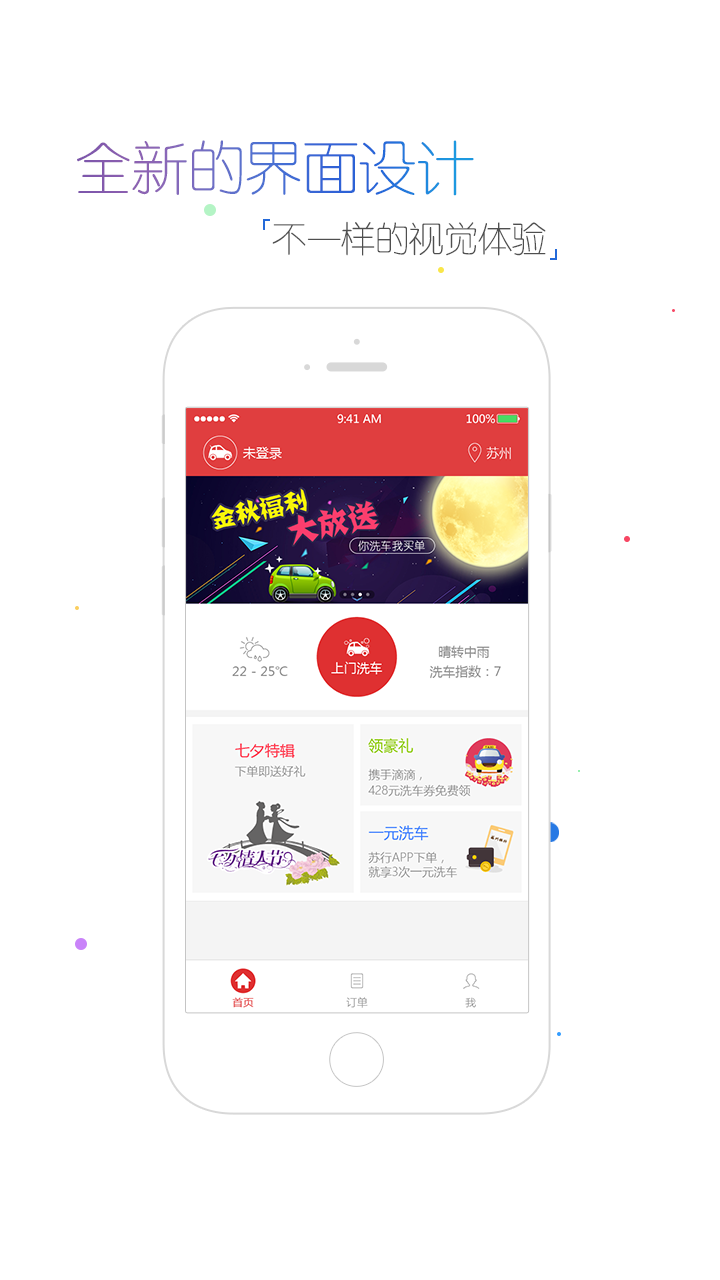 全新的界面设计
「不一样的视觉体验」
9:41 AM
100%
未登录
苏州
金秋福利
大放送
你洗车我买单
22 - 25℃
上门洗车
晴转中雨
洗车指数：7
七夕特辑
下单即送好礼
七夕情人节
领豪礼
携手滴滴，
428元洗车券免费领
TAXI
一元洗车
苏行APP下单，
就享3次一元洗车
首页
订单
我